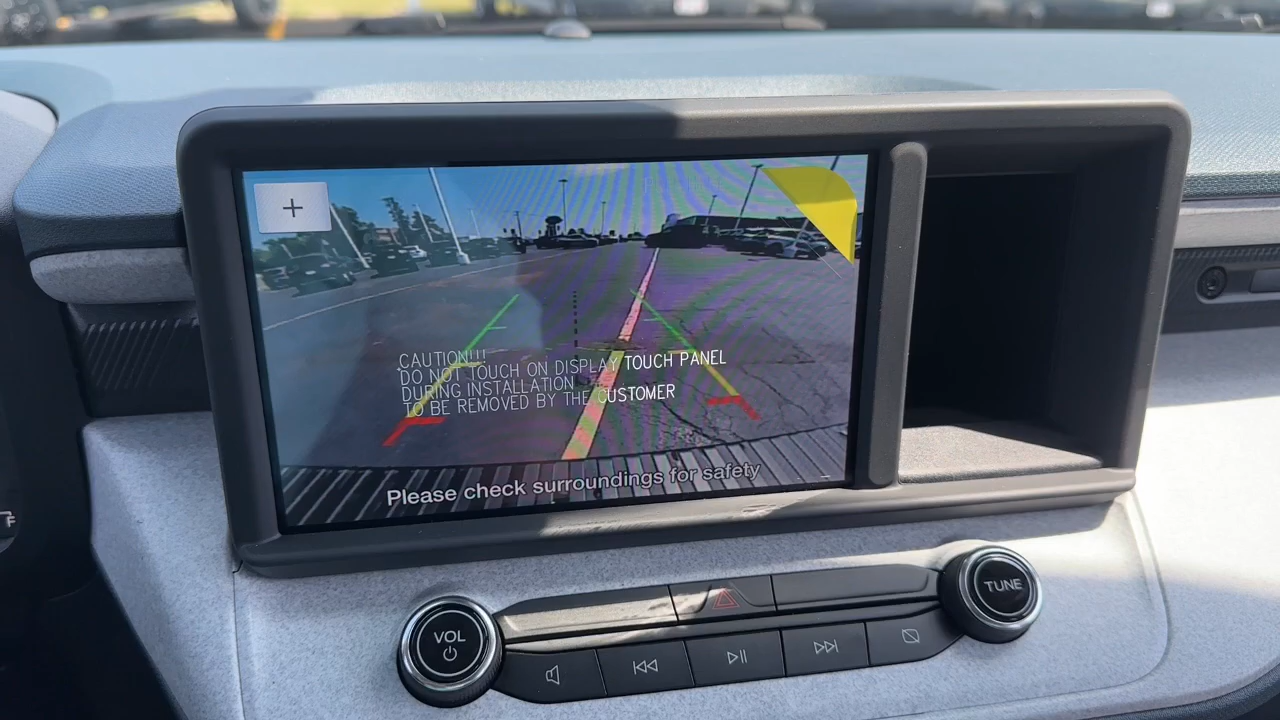 +
CAUTION!!!
DO NOT TOUCH ON DISPLAY TOUCH PANEL
DURING INSTALLATION
TO BE REMOVED BY THE CUSTOMER
Please check surroundings for safety
F
VOL
TUNE